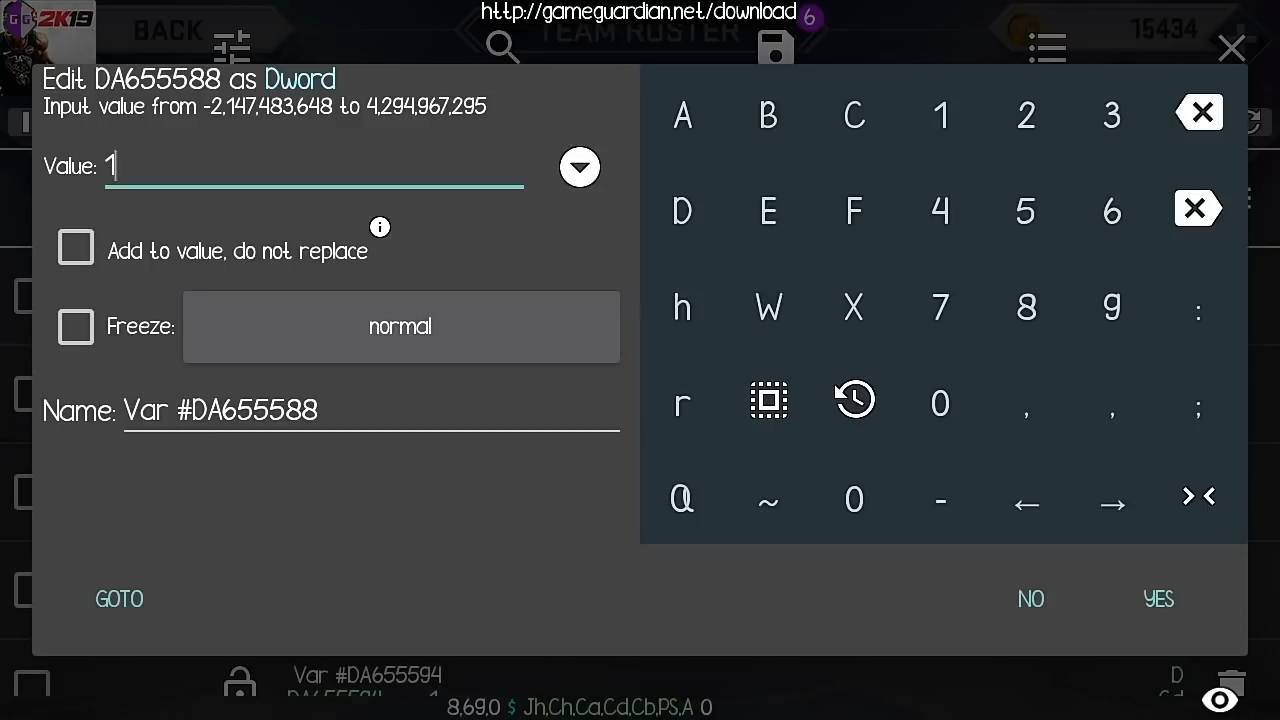 http://gameguardian.net/download
GG 2K19
BACK
TEAM ROSTER
6
15434
Edit DA655588 as Dword
Input value from -2,147,483,648 to 4,294,967,295
Value: 1
Add to value, do not replace
Freeze: normal
Name: Var #DA655588
A B C 1 2 3
D E F 4 5 6
h W X 7 8 9 :
r 0 , , ;
Q ~ 0 - ← →
GOTO
NO
YES
Var #DA655594
D
8,69,0 $ Jh,Ch,Ca,Cd,Cb,PS,A 0